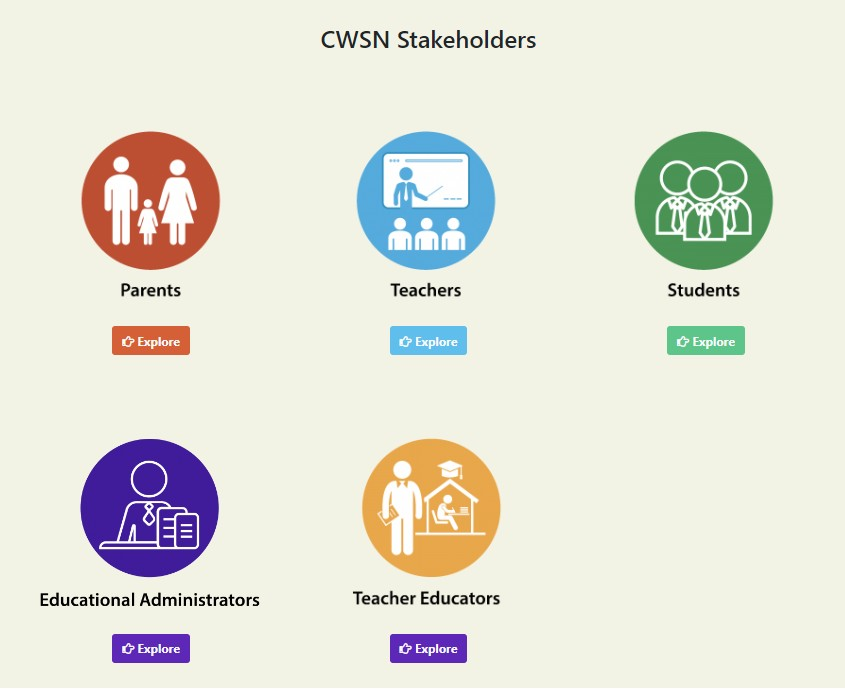 CWSN Stakeholders
Parents
Teachers
Students
Explore
Explore
Explore
Educational Administrators
Teacher Educators
Explore
Explore